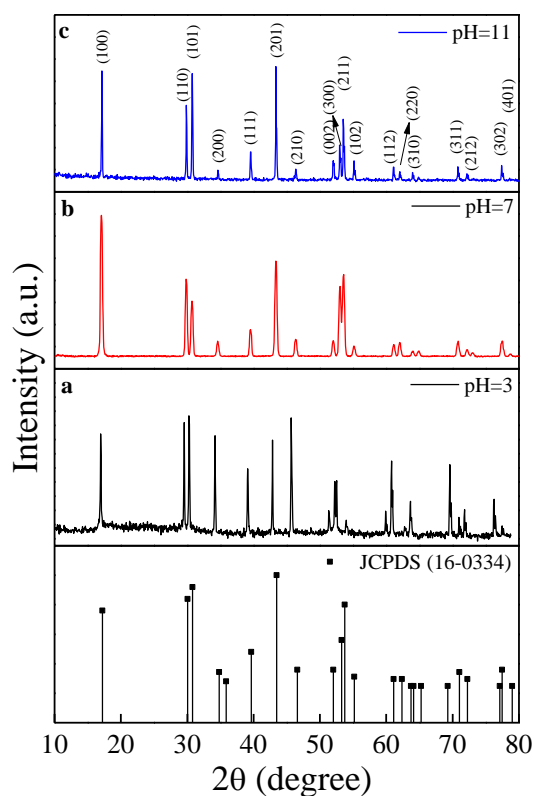 c
pH=11
(100)
(110)
(101)
(200)
(111)
(201)
(210)
(002)
(300)
(211)
(102)
(112)
(220)
(310)
(311)
(212)
(302)
(401)
b
pH=7
a
pH=3
JCPDS (16-0334)
Intensity (a.u.)
10 20 30 40 50 60 70 80
2θ (degree)